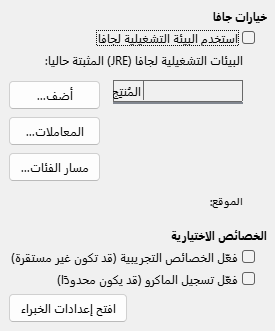 خيارات جافا
استخدم البيئة التشغيلية لجافا
البيئات التشغيلية لجافا (JRE) المثبتة حاليا:
المُنتِج
أضف...
المعاملات...
مسار الفئات...
الموقع:
الخصائص الاختيارية
فعّل الخصائص التجريبية (قد تكون غير مستقرة)
فعّل تسجيل الماكرو (قد يكون محدودًا)
افتح إعدادات الخبراء